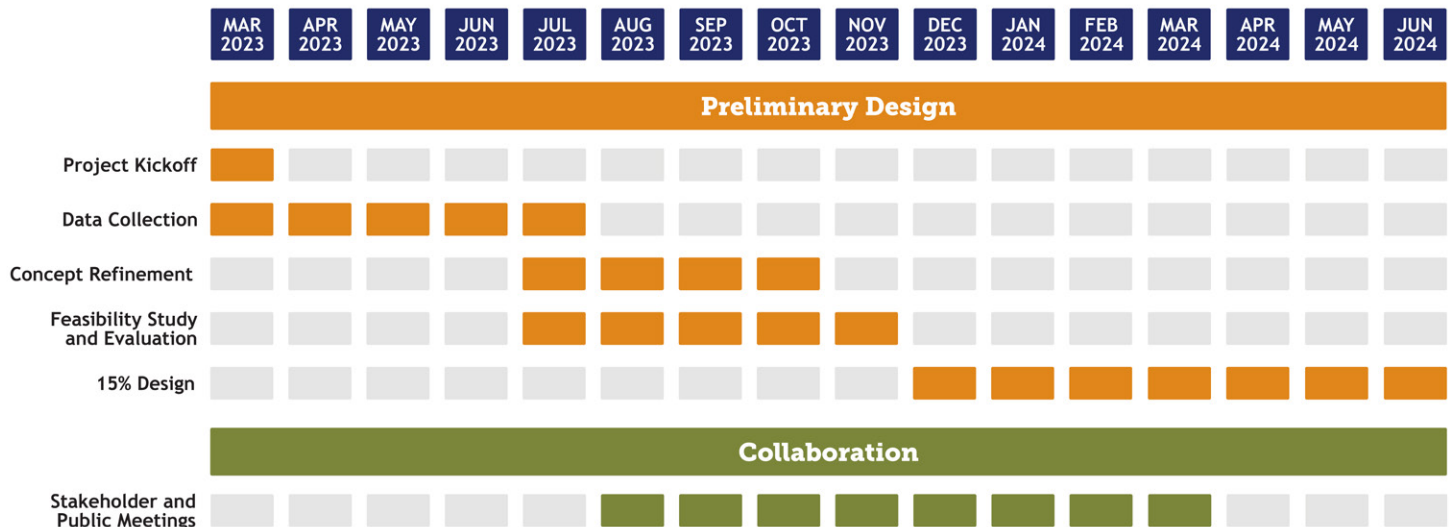 MAR APR MAY JUN JUL AUG SEP OCT NOV DEC JAN FEB MAR APR MAY JUN
2023 2023 2023 2023 2023 2023 2023 2023 2023 2023 2024 2024 2024 2024 2024 2024
Preliminary Design
Project Kickoff
Data Collection
Concept Refinement
Feasibility Study
and Evaluation
15% Design
Collaboration
Stakeholder and
Public Meetings